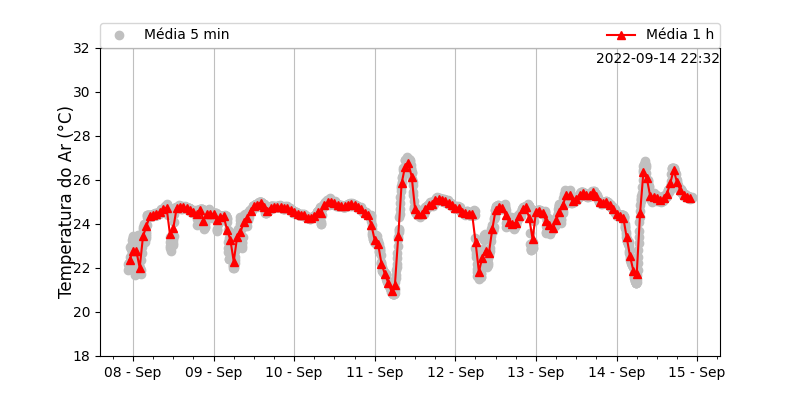 Média 5 min
Média 1 h
2022-09-14 22:32
Temperatura do Ar (°C)
32
30
28
26
24
22
20
18
08 - Sep
09 - Sep
10 - Sep
11 - Sep
12 - Sep
13 - Sep
14 - Sep
15 - Sep